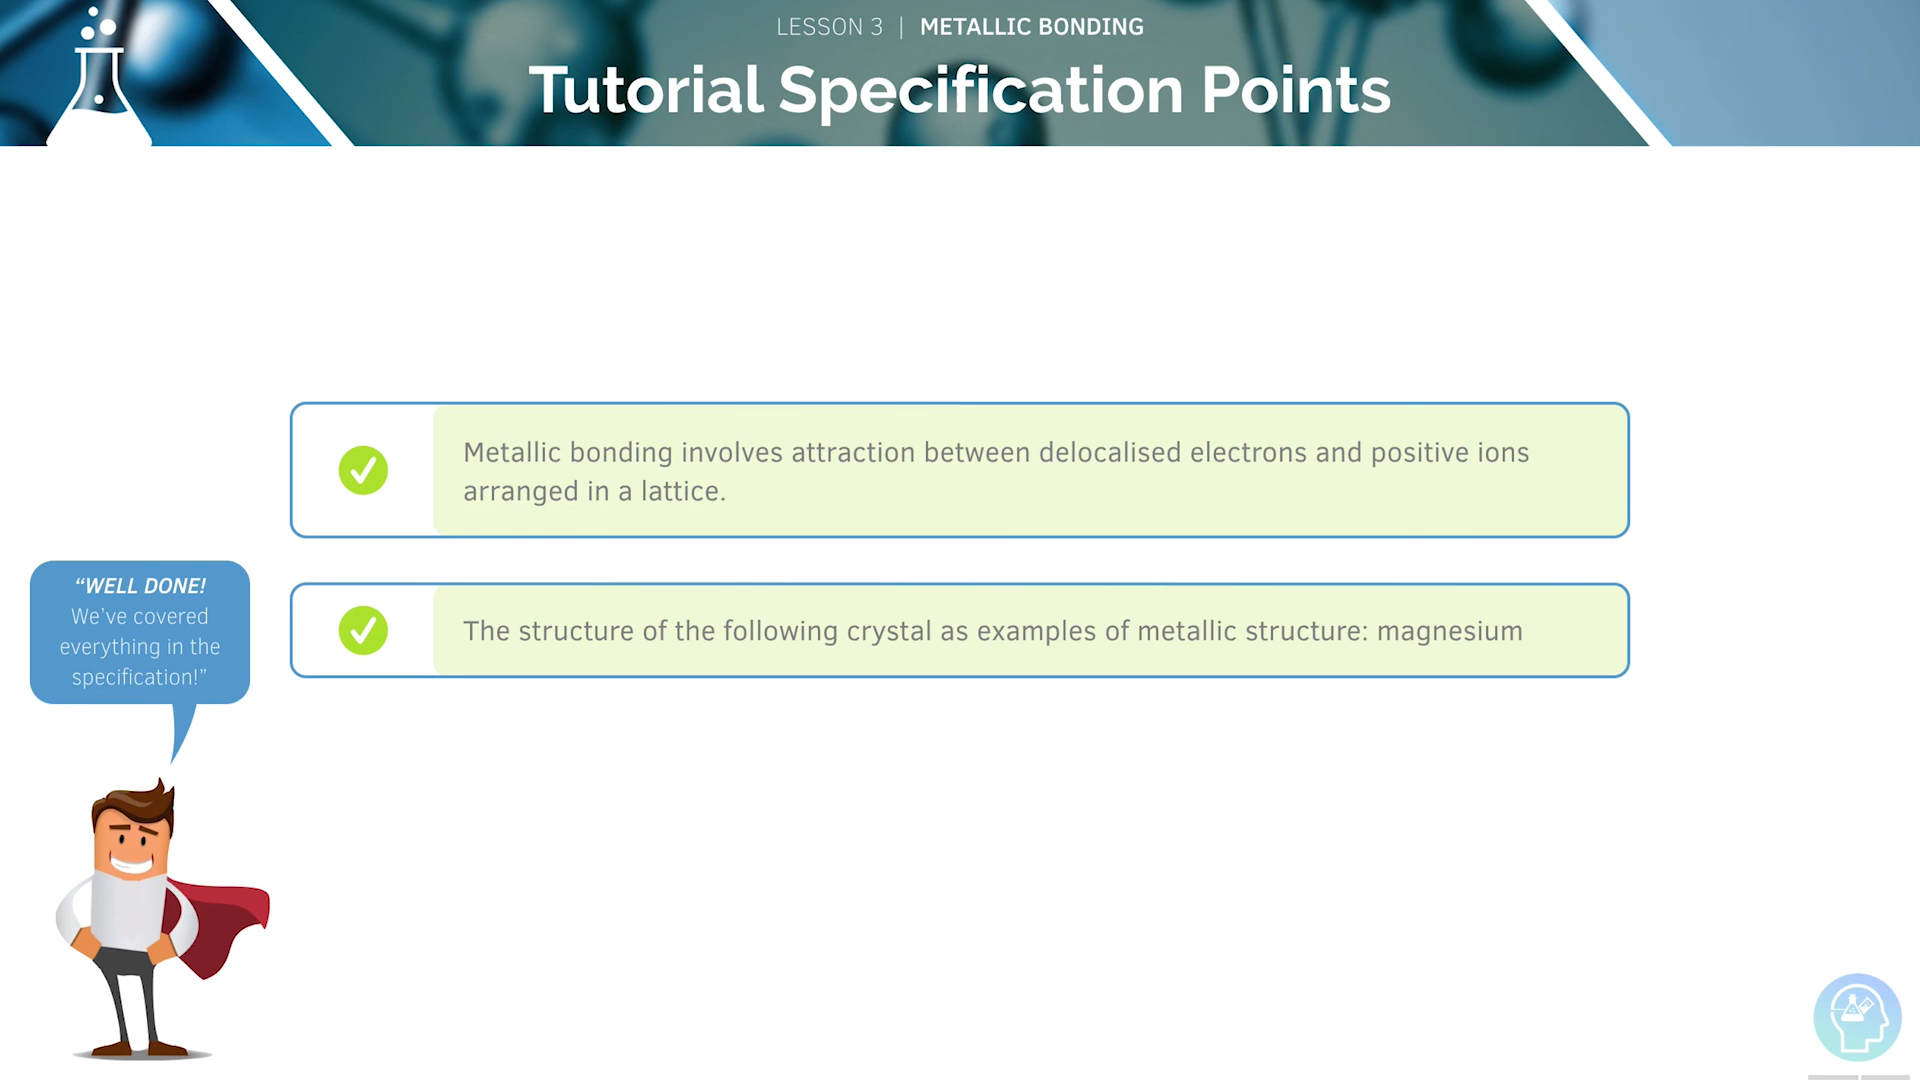 LESSON 3 | METALLIC BONDING
Tutorial Specification Points
Metallic bonding involves attraction between delocalised electrons and positive ions
arranged in a lattice.
The structure of the following crystal as examples of metallic structure: magnesium
“WELL DONE!
We’ve covered
everything in the
specification!”